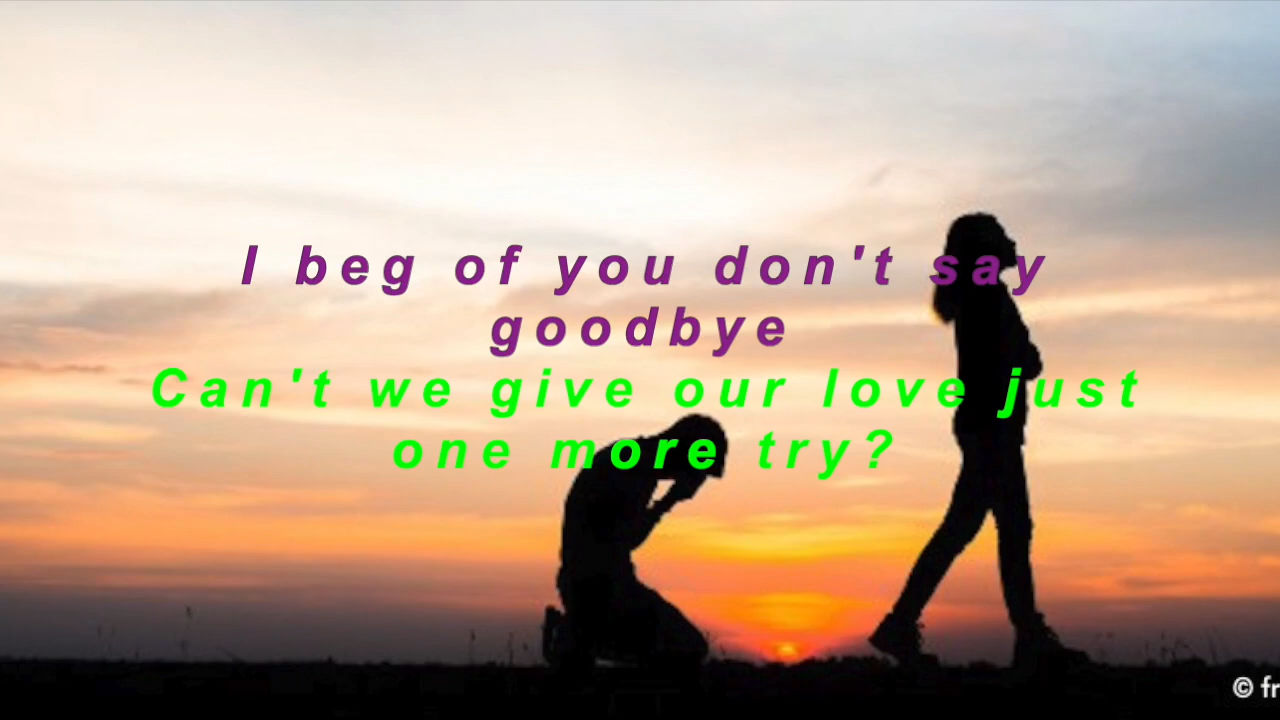 I beg of you don't say
goodbye
Can't we give our love just
one more try?
© fr